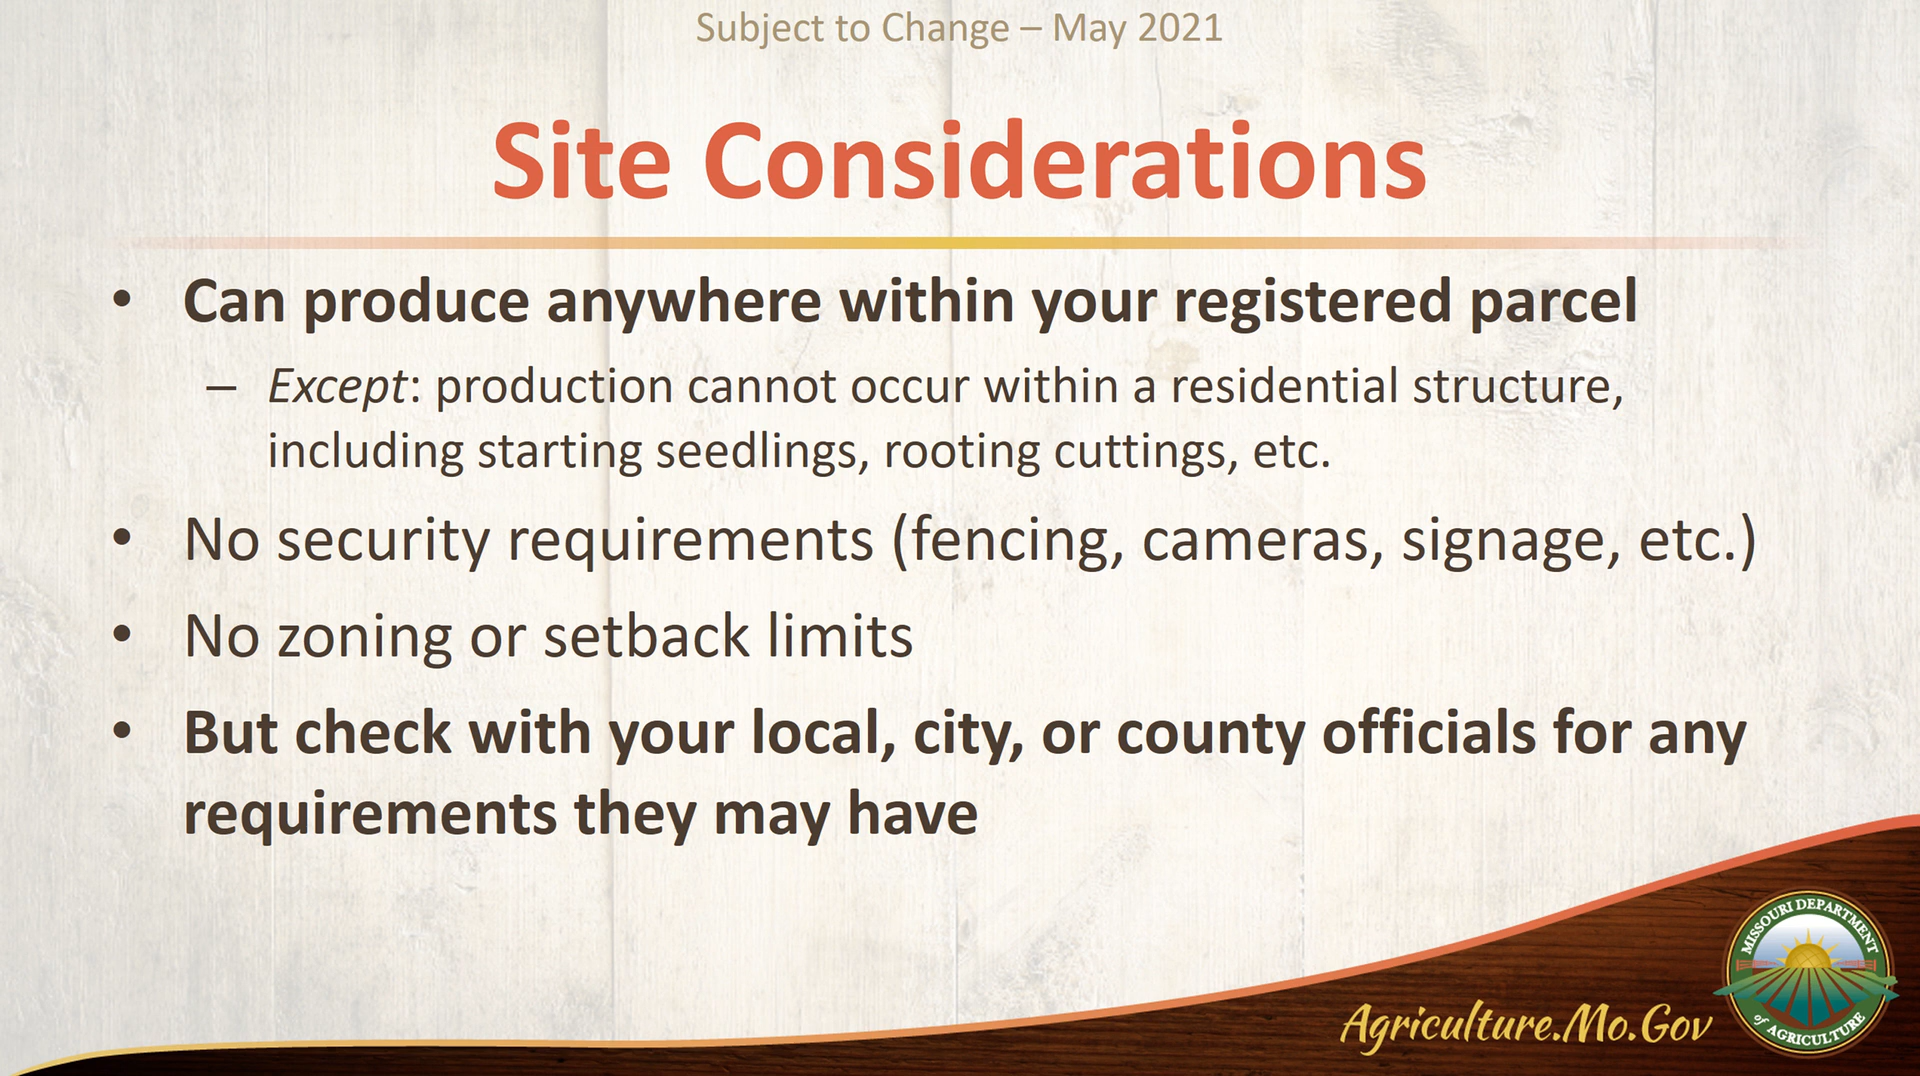 Subject to Change – May 2021
Site Considerations
• Can produce anywhere within your registered parcel
– Except: production cannot occur within a residential structure,
including starting seedlings, rooting cuttings, etc.
• No security requirements (fencing, cameras, signage, etc.)
• No zoning or setback limits
• But check with your local, city, or county officials for any
requirements they may have
Agriculture.Mo.Gov
MISSOURI DEPARTMENT
of AGRICULTURE